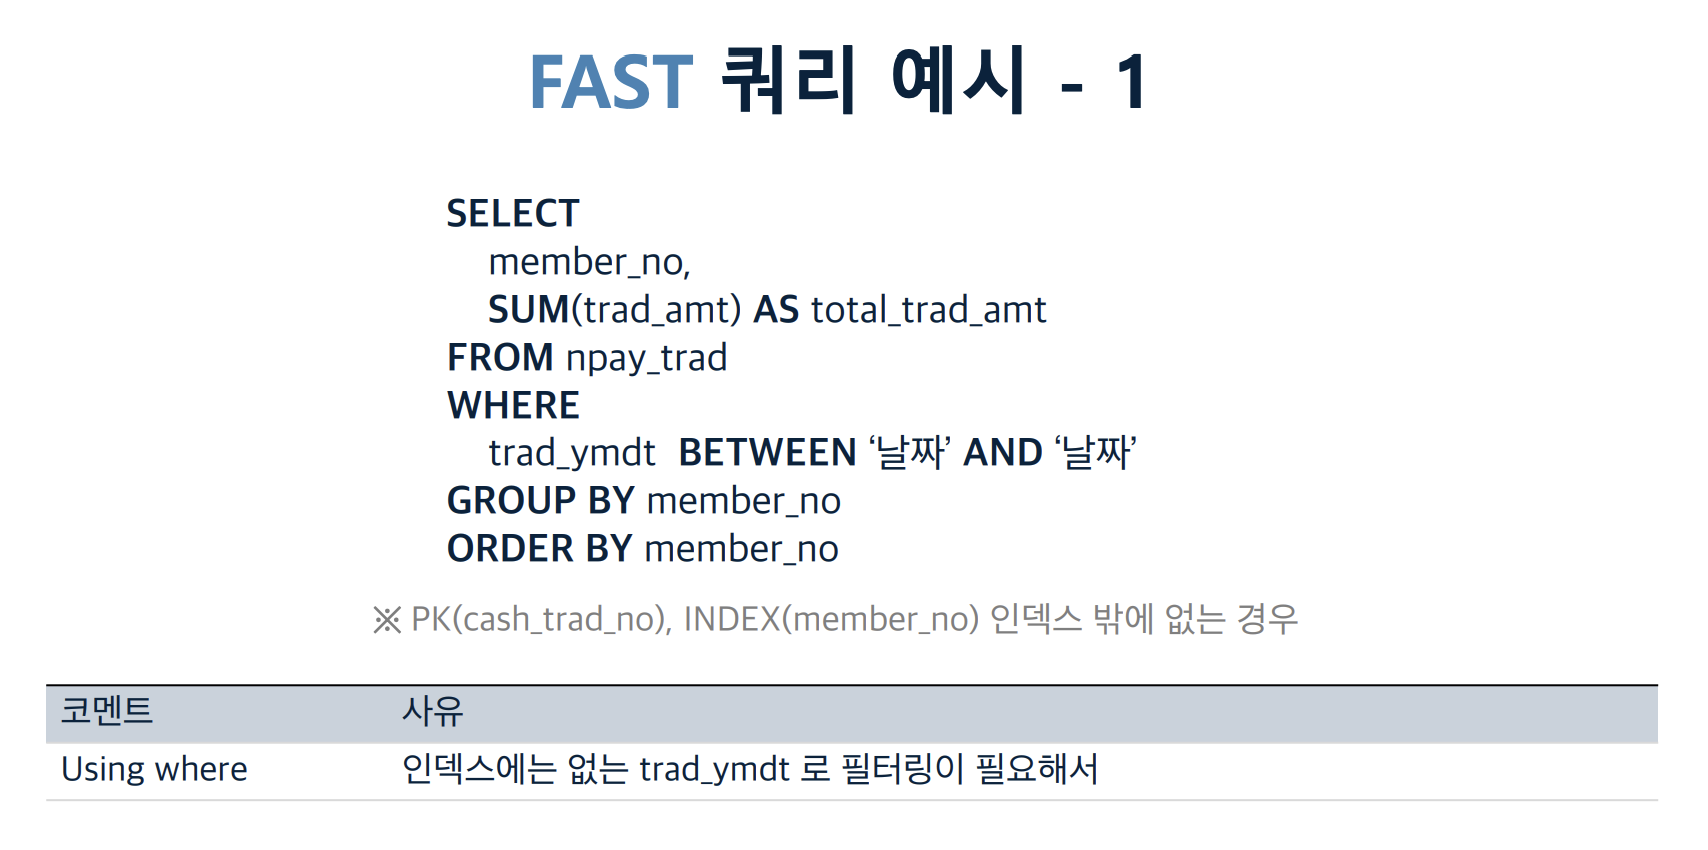 FAST 쿼리 예시 - 1
SELECT
member_no,
SUM(trad_amt) AS total_trad_amt
FROM npay_trad
WHERE
trad_ymdt BETWEEN ‘날짜’ AND ‘날짜’
GROUP BY member_no
ORDER BY member_no
※ PK(cash_trad_no), INDEX(member_no) 인덱스 밖에 없는 경우
코멘트 사유
Using where 인덱스에는 없는 trad_ymdt 로 필터링이 필요해서